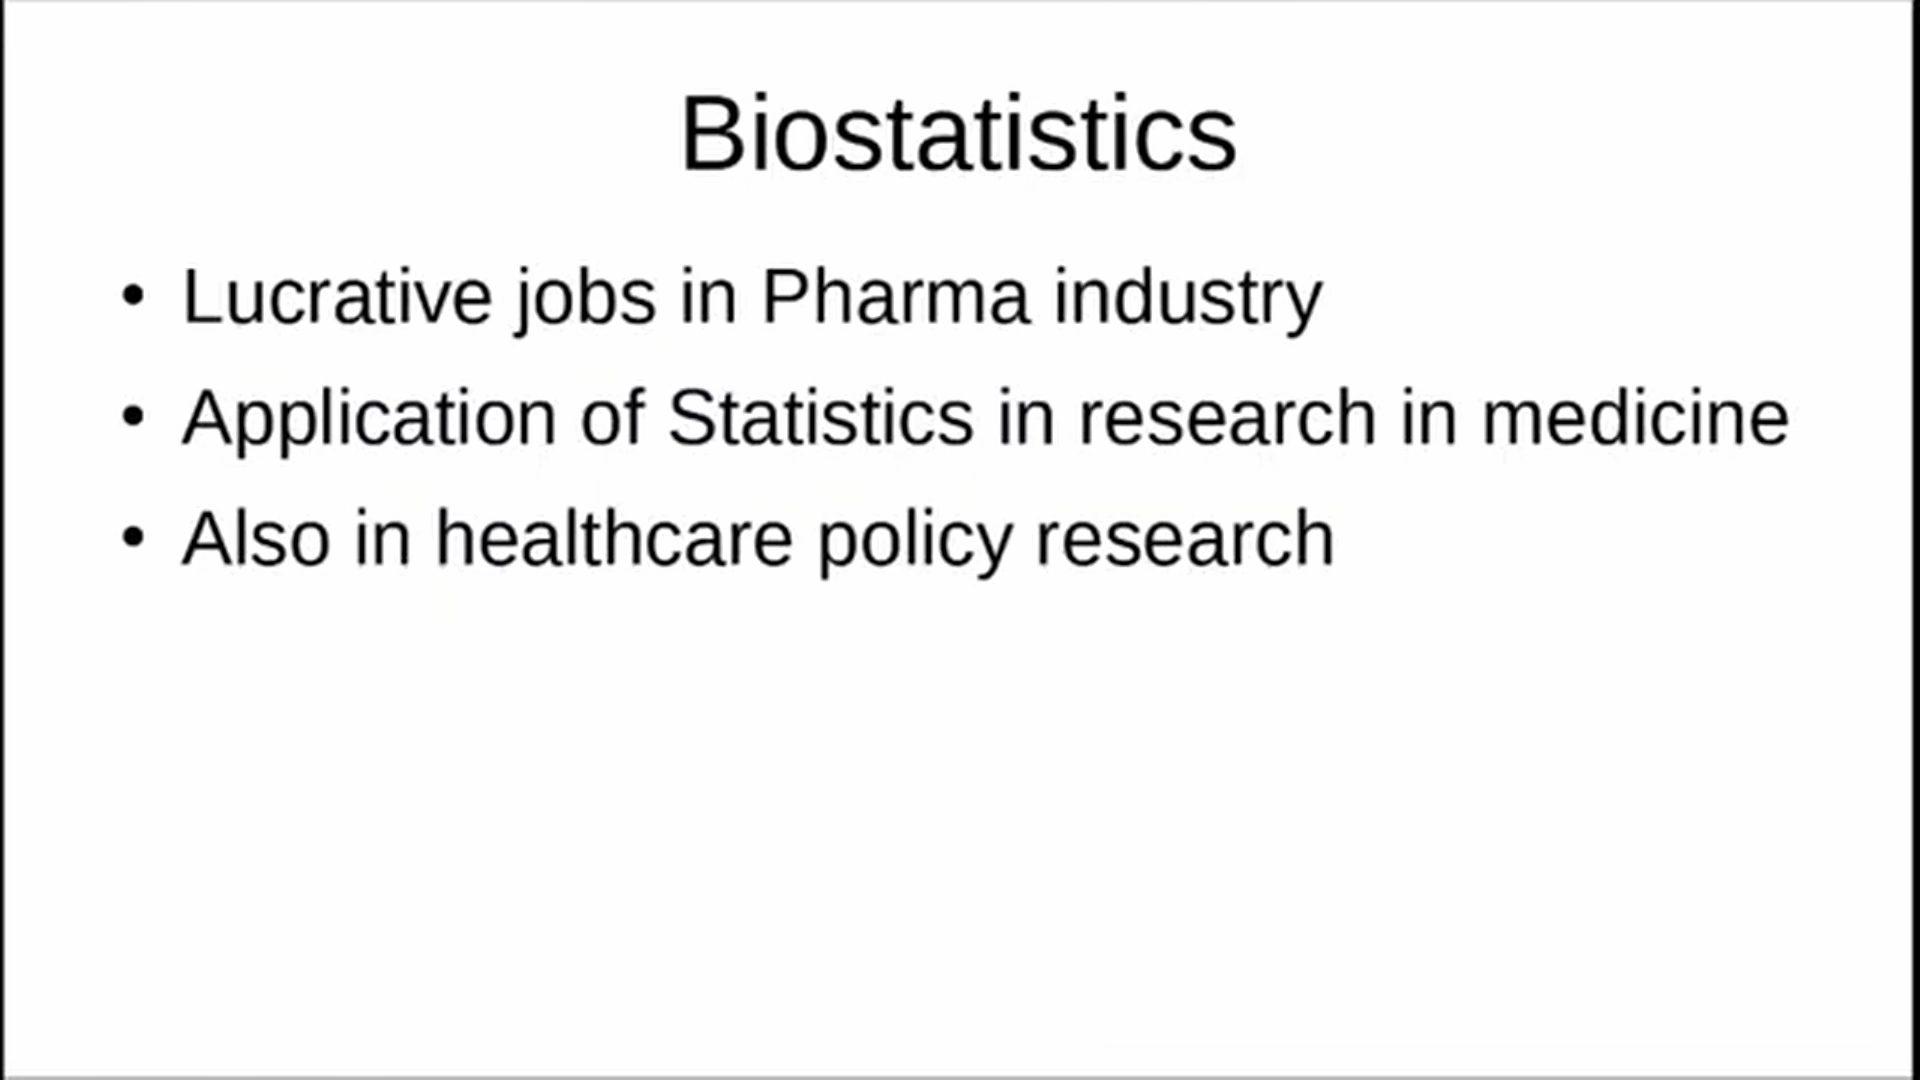 Biostatistics
• Lucrative jobs in Pharma industry
• Application of Statistics in research in medicine
• Also in healthcare policy research